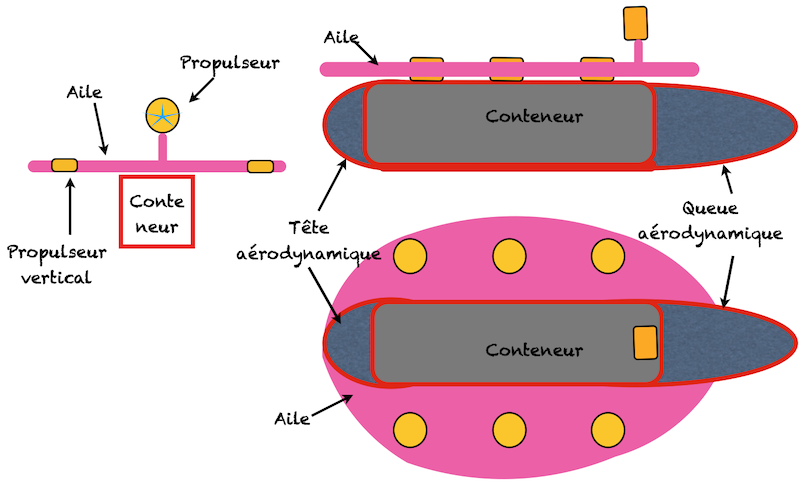 Propulseur
Aile
Conte
neur
Propulseur
vertical
Aile
Conteneur
Tête
aérodynamique
Queue
aérodynamique
Conteneur
Aile